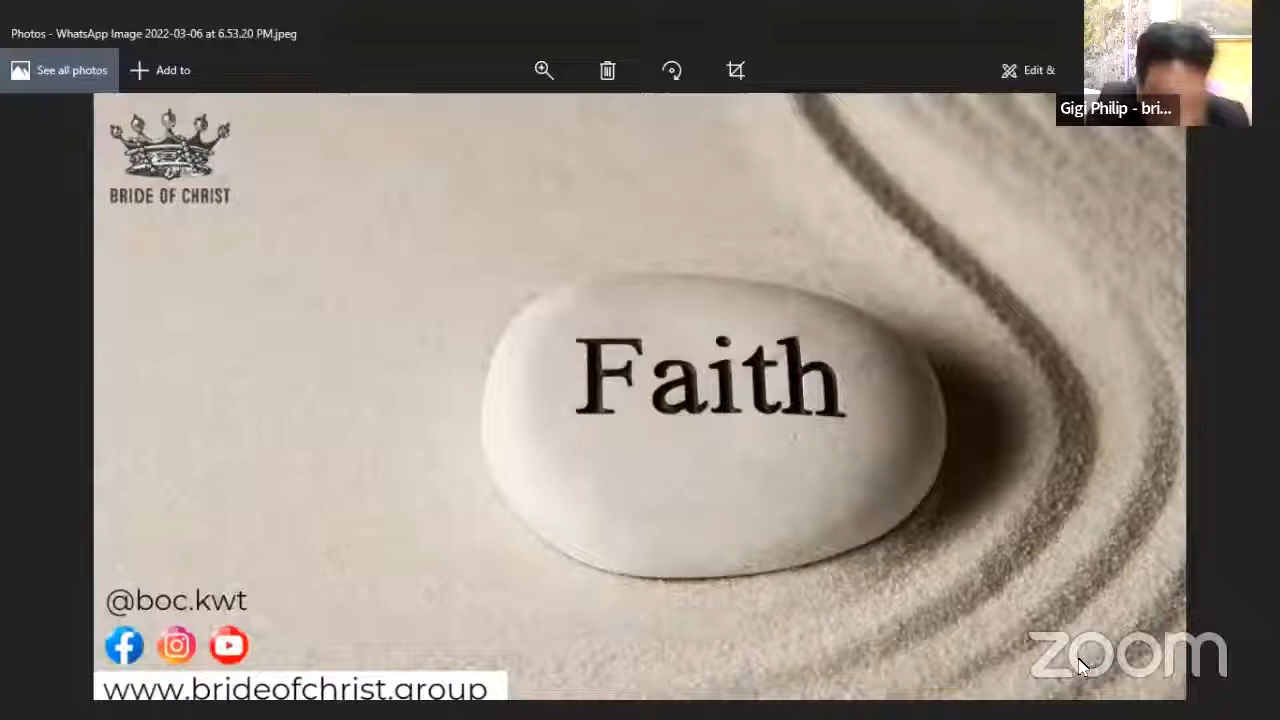 Photos - WhatsApp Image 2022-03-06 at 6.53.20 PM.jpeg
See all photos
Add to
Edit &
Gigi Philip - bri...
BRIDE OF CHRIST
Faith
@boc.kwt
www.brideofchrist.group
zoom